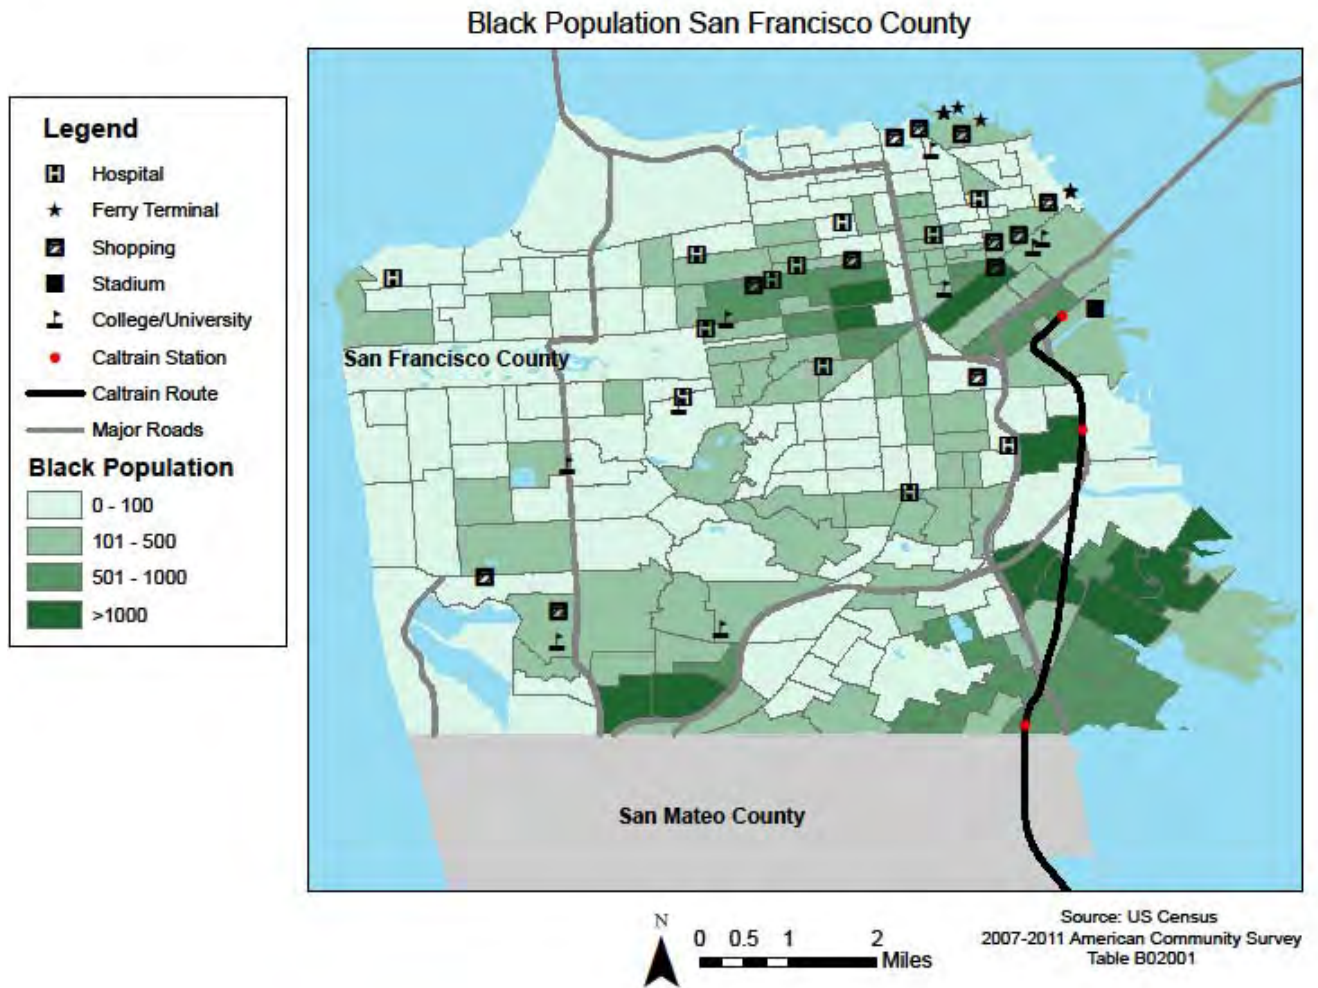 Black Population San Francisco County
Legend
Hospital
Ferry Terminal
Shopping
Stadium
College/University
Caltrain Station
Caltrain Route
Major Roads
Black Population
0 - 100
101 - 500
501 - 1000
>1000
San Francisco County
San Mateo County
N
0 0.5 1 2
Miles
Source: US Census
2007-2011 American Community Survey
Table B02001